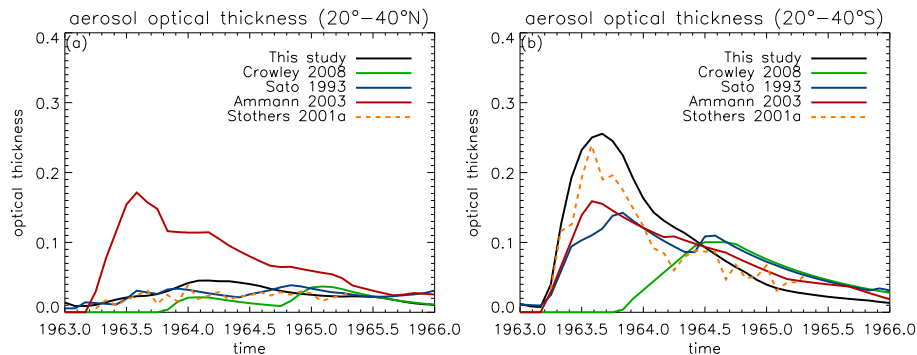 aerosol optical thickness (20°−40°N)
(a)
0.4
0.3
0.2
0.1
0.0
optical thickness
This study
Crowley 2008
Sato 1993
Ammann 2003
Stothers 2001a
1963.0 1963.5 1964.0 1964.5 1965.0 1965.5 1966.0
time
aerosol optical thickness (20°−40°S)
(b)
0.4
0.3
0.2
0.1
0.0
optical thickness
This study
Crowley 2008
Sato 1993
Ammann 2003
Stothers 2001a
1963.0 1963.5 1964.0 1964.5 1965.0 1965.5 1966.0
time